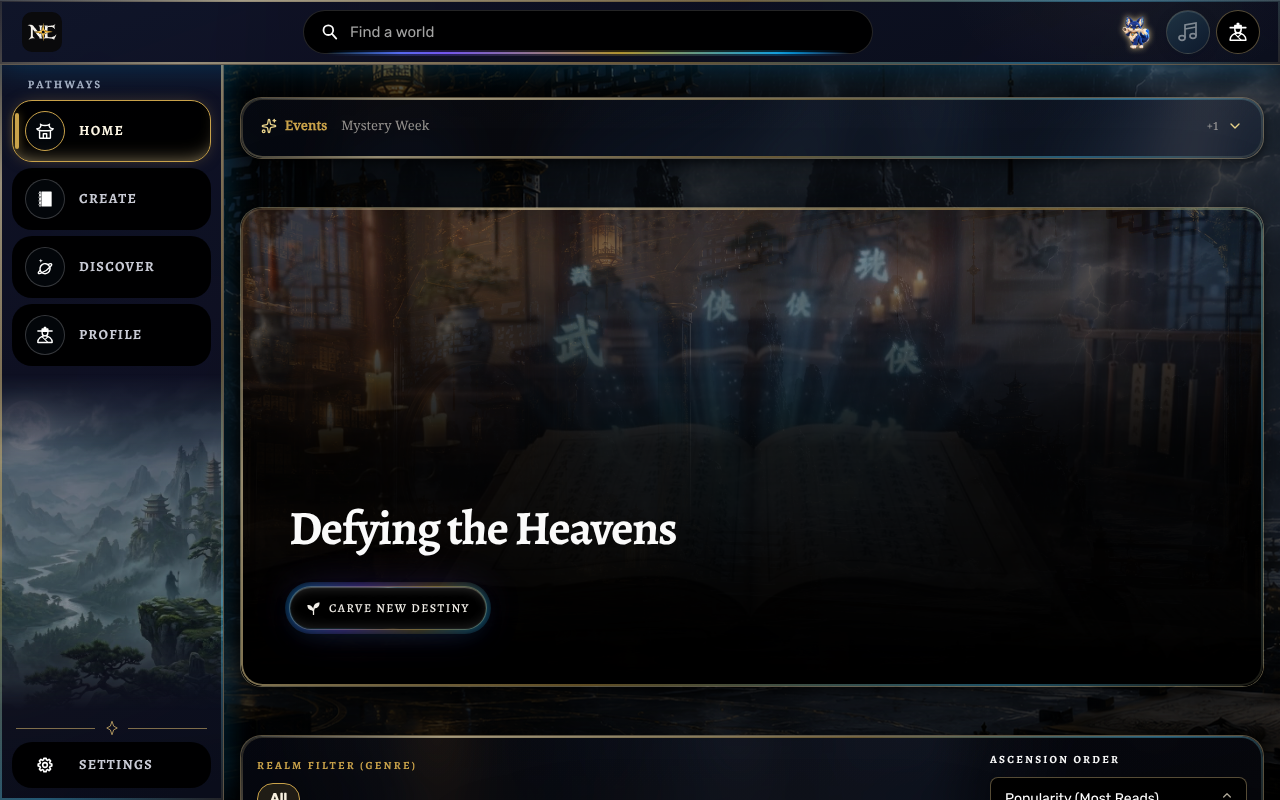 NE
Find a world
PATHWAYS
HOME
CREATE
DISCOVER
PROFILE
SETTINGS
Events Mystery Week +1
武
侠
侠
侠
Defying the Heavens
CARVE NEW DESTINY
REALM FILTER (GENRE)
All
ASCENSION ORDER
Popularity (Most Reads)